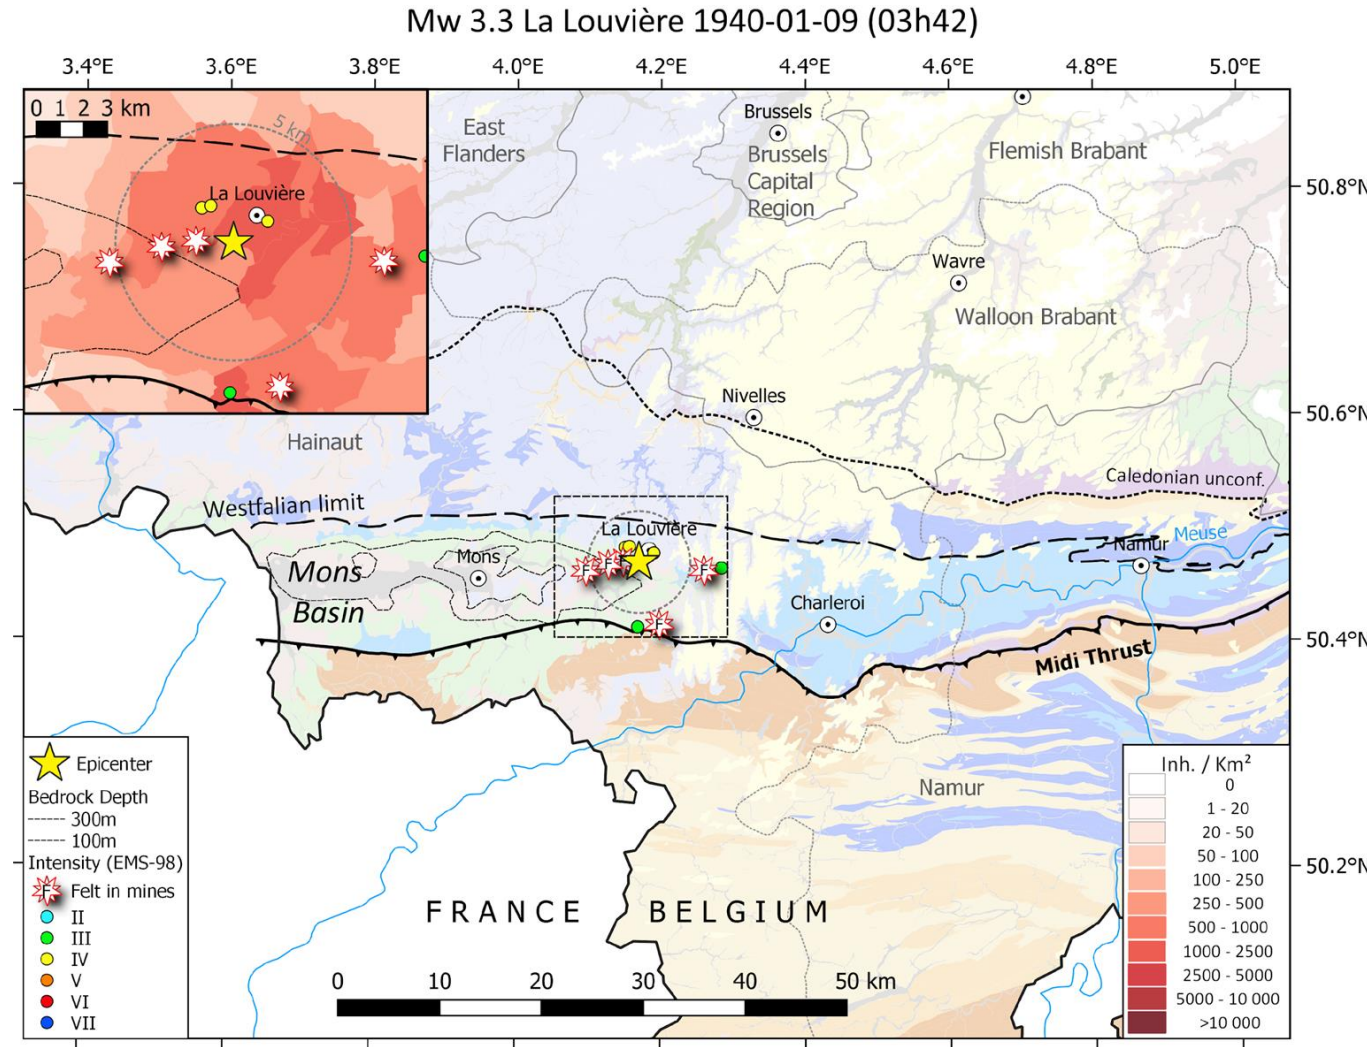 Mw 3.3 La Louvière 1940-01-09 (03h42)
3.4°E
3.6°E
3.8°E
4.0°E
4.2°E
4.4°E
4.6°E
4.8°E
5.0°E
0 1 2 3 km
5 km
La Louvière
East
Flanders
Brussels
Brussels
Capital
Region
Flemish Brabant
50.8°N
Wavre
Walloon Brabant
Nivelles
50.6°N
Hainaut
Caledonian unconf.
Westfalian limit
La Louvière
Meuse
Namur
Mons
Mons
Basin
F
F
F
F
Charleroi
50.4°N
Midi Thrust
Namur
50.2°N
FRANCE
BELGIUM
0 10 20 30 40 50 km
Epicenter
Bedrock Depth
300m
100m
Intensity (EMS-98)
F Felt in mines
II
III
IV
V
VI
VII
Inh. / Km²
0
1 - 20
20 - 50
50 - 100
100 - 250
250 - 500
500 - 1000
1000 - 2500
2500 - 5000
5000 - 10 000
>10 000